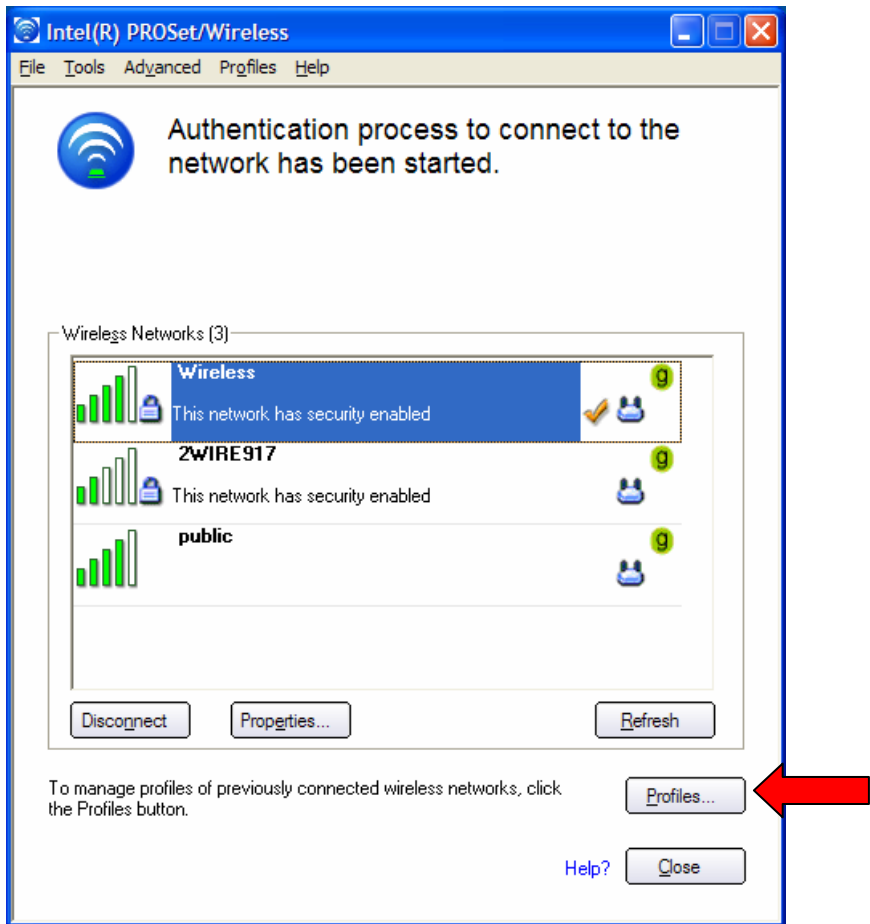 Intel(R) PROSet/Wireless
File Tools Advanced Profiles Help
Authentication process to connect to the
network has been started.
Wireless Networks (3)
Wireless
g
This network has security enabled
2WIRE917
g
This network has security enabled
public
g
Disconnect Properties... Refresh
To manage profiles of previously connected wireless networks, click
the Profiles button.
Profiles...
Help? Close